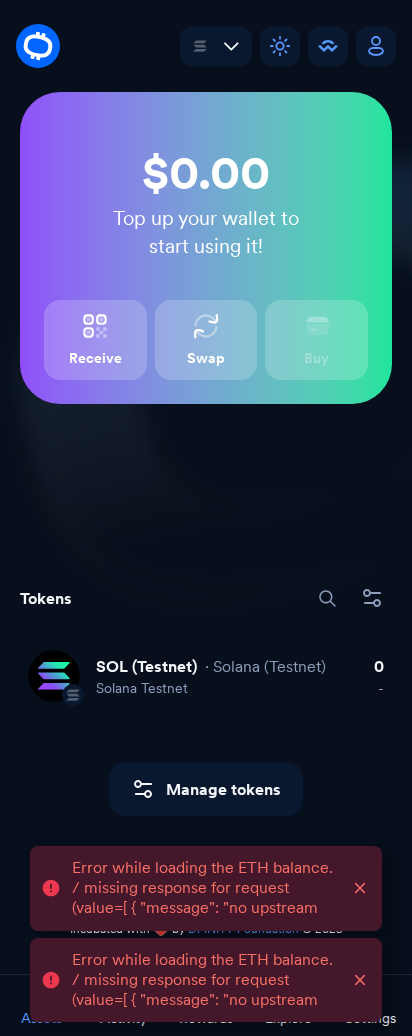 $0.00
Top up your wallet to
start using it!
Receive
Swap
Buy
Tokens
SOL (Testnet) · Solana (Testnet)
0
Solana Testnet
-
Manage tokens
Error while loading the ETH balance.
/ missing response for request
(value=[ { "message": "no upstream
Error while loading the ETH balance.
/ missing response for request
(value=[ { "message": "no upstream
Settings